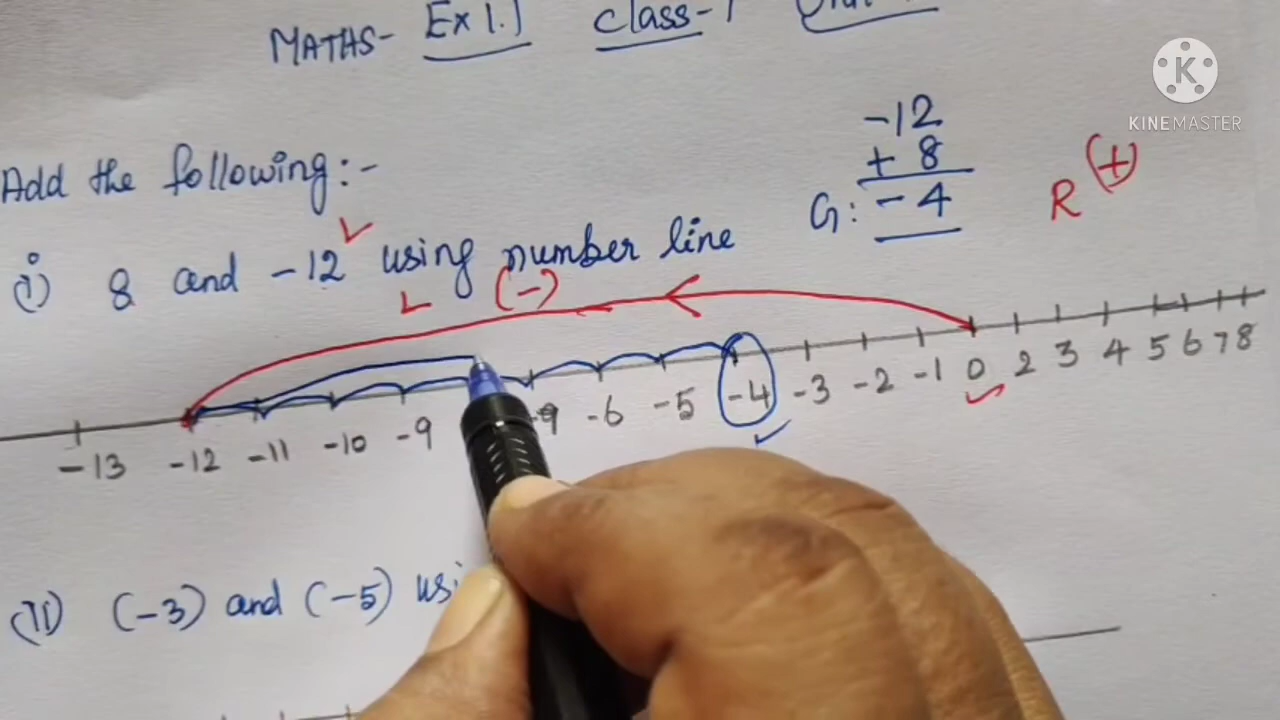 MATHS- Ex 1.1 Class-
KINEMASTER
-12
+ 8
G: -4
R (+)
Add the following:-
(i) 8 and -12 using number line
(-)
-13 -12 -11 -10 -9 -9 -6 -5 -4 -3 -2 -1 0 2 3 4 5 6 7 8
(II) (-3) and (-5)